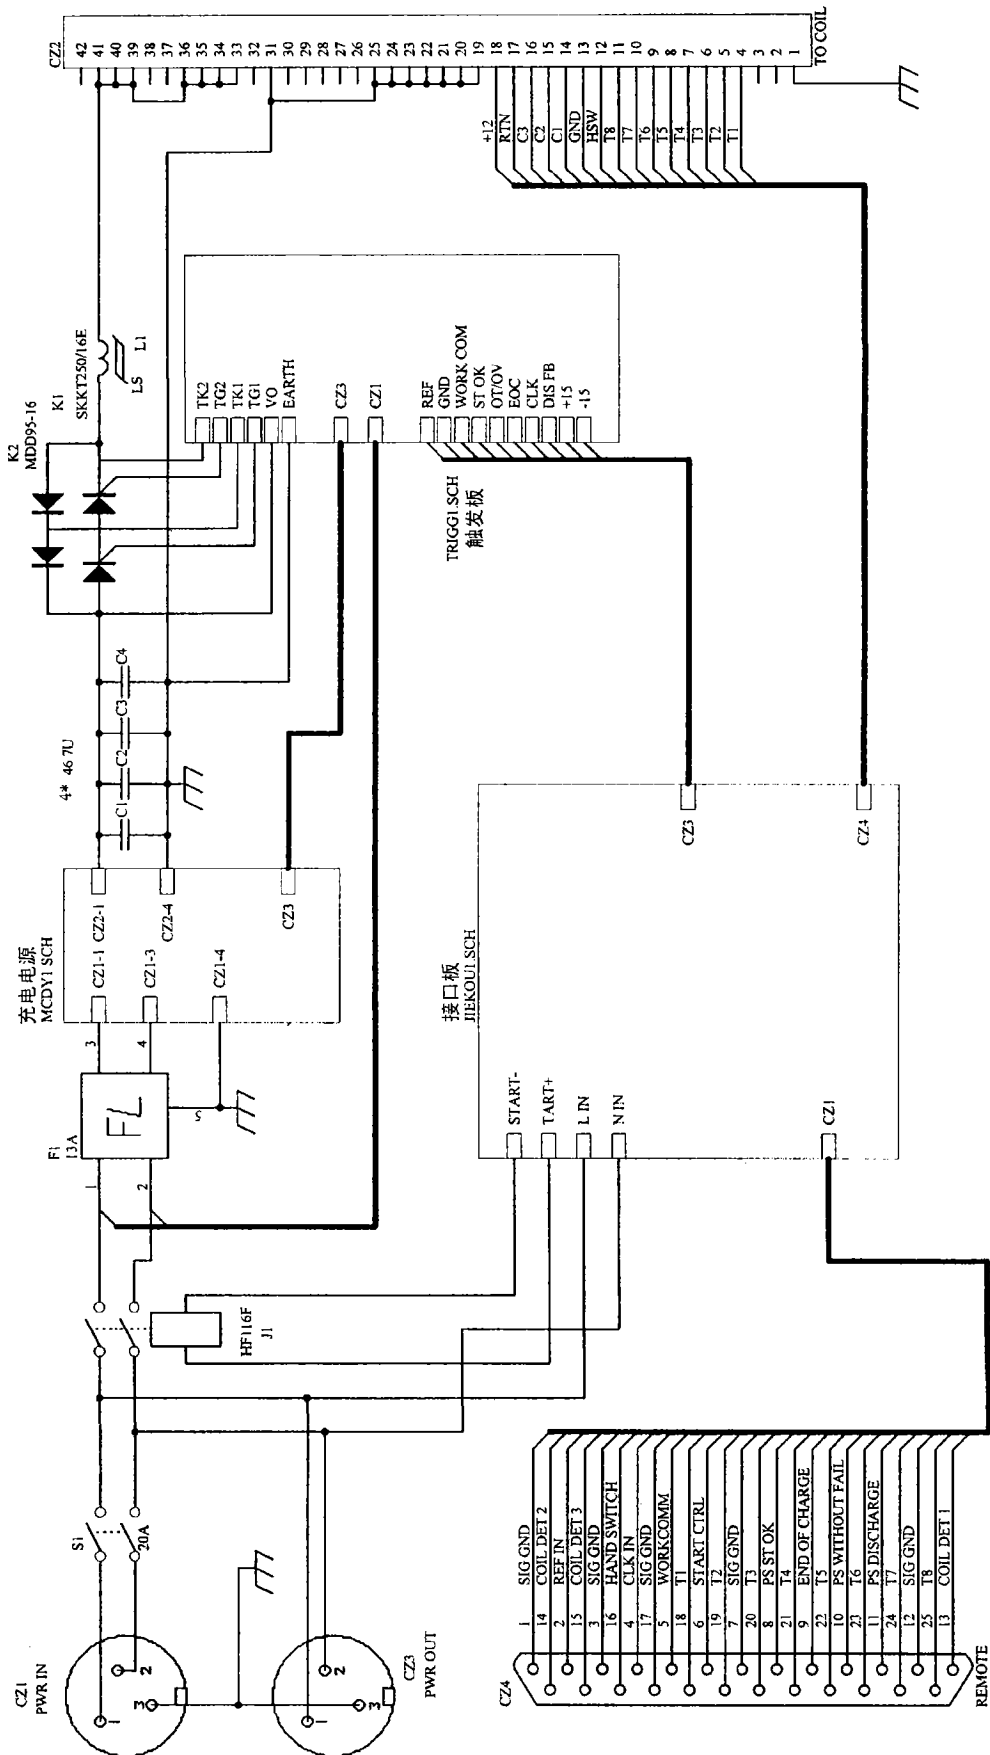 CZ1
PWR IN
1
2
3
CZ3
PWR OUT
1
2
3
S1
20A
HF116F
J1
1
2
F1
13A
FL
3
4
5
充电电源
MCDY1 SCH
CZ1-1
CZ1-3
CZ1-4
CZ2-1
CZ2-4
CZ3
4* 46 7U
C1
C2
C3
C4
K2
MDD95-16
K1
SKKT250/16E
LS
L1
TK2
TG2
TK1
TG1
VO
EARTH
CZ3
CZ1
REF
GND
WORK COM
ST OK
OT/OV
EOC
CLK
DIS FB
+15
-15
TRIGG1.SCH
触发板
CZ2
42
41
40
39
38
37
36
35
34
33
32
31
30
29
28
27
26
25
24
23
22
21
20
19
18
17
16
15
14
13
12
11
10
9
8
7
6
5
4
3
2
1
TO COIL
+12
RTN
C3
C2
C1
GND
HSW
T8
T7
T6
T5
T4
T3
T2
T1
接口板
JIEKOU1.SCH
START-
TART+
L IN
N IN
CZ1
CZ3
CZ4
CZ4
1 SIG GND
14 COIL DET 2
2 REF IN
15 COIL DET 3
3 SIG GND
16 HAND SWITCH
4 CLK IN
17 SIG GND
5 WORKCOMM
18 T1
6 START CTRL
19 T2
7 SIG GND
20 T3
8 PS ST OK
21 T4
9 END OF CHARGE
22 T5
10 PS WITHOUT FAIL
23 T6
11 PS DISCHARGE
24 T7
12 SIG GND
25 T8
13 COIL DET 1
REMOTE